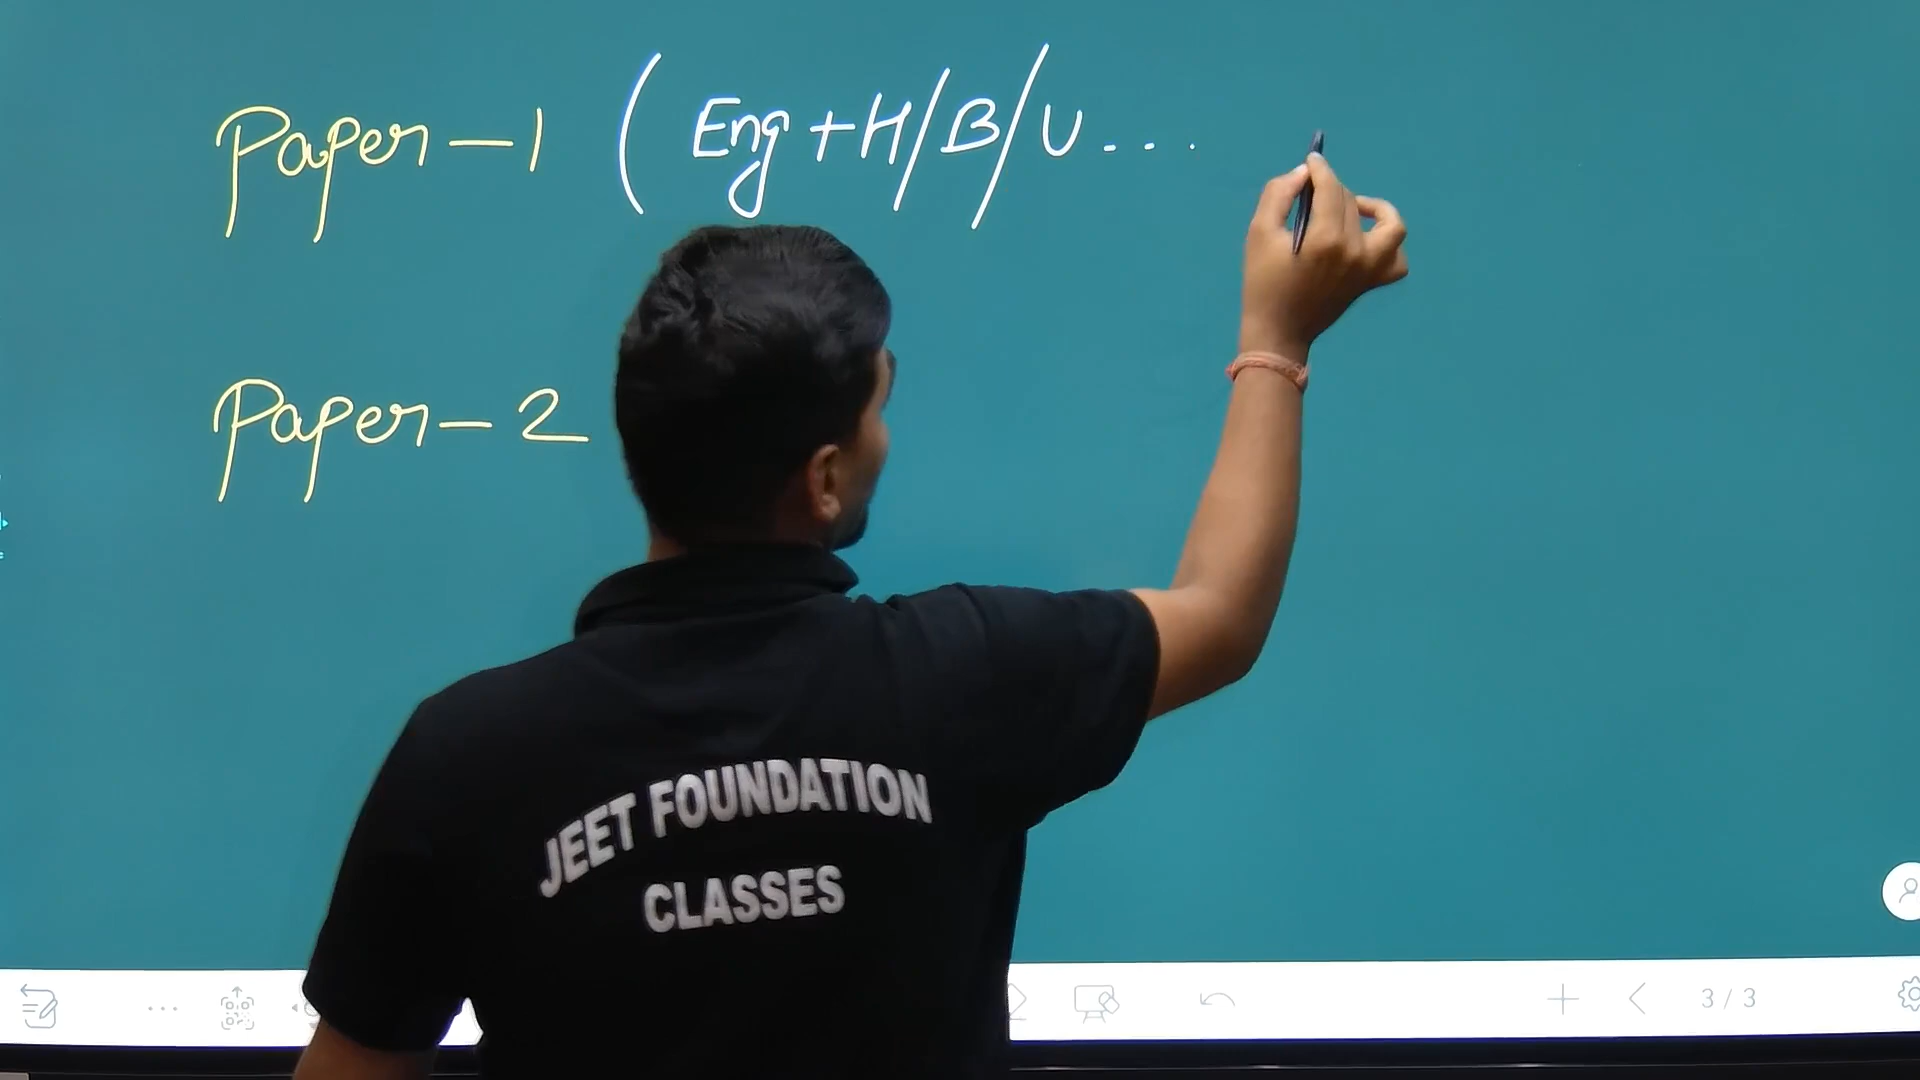 Paper-1 ( Eng+H/B/U...
Paper-2
JEET FOUNDATION
CLASSES
3/3